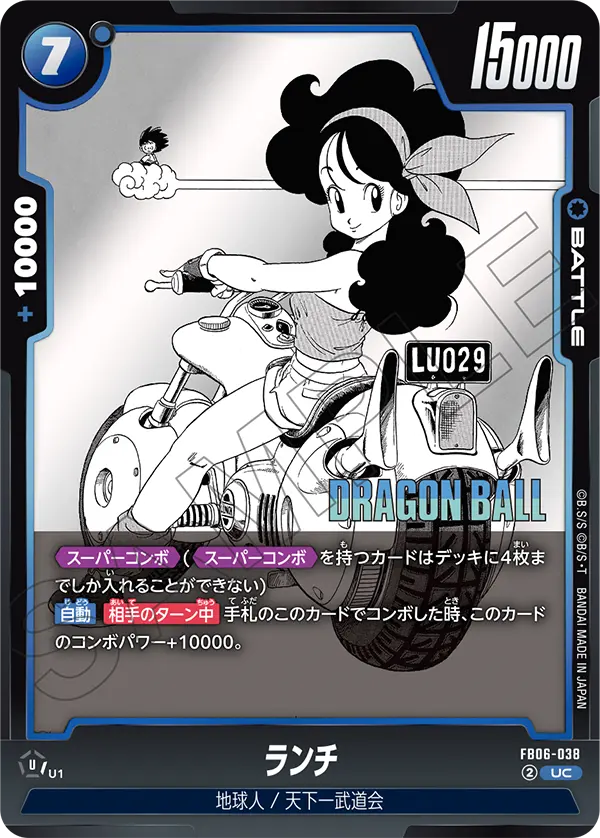 7
15000
+10000
BATTLE
LU029
DRAGON BALL
スーパーコンボ ( スーパーコンボ を持つカードはデッキに4枚ま
でしか入れることができない)
自動 相手のターン中 手札のこのカードでコンボした時、このカード
のコンボパワー+10000。
SAMPLE
©B.S/S ©B/S・T BANDAI MADE IN JAPAN
U/U1
ランチ
FB06-038
② UC
地球人 / 天下一武道会